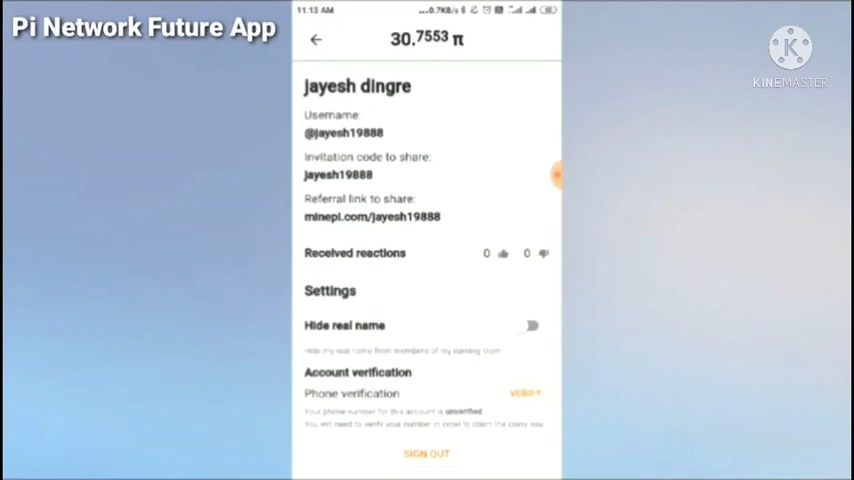 Pi Network Future App
11:13 AM
...0.7KB/s
30.7553 π
KINEMASTER
jayesh dingre
Username:
@jayesh19888
Invitation code to share:
jayesh19888
Referral link to share:
minepi.com/jayesh19888
Received reactions 0 0
Settings
Hide real name
Hide my real name from members of my earning team
Account verification
Phone verification VERIFY
Your phone number for this account is unverified
You will need to verify your number in order to claim the coins you
SIGN OUT